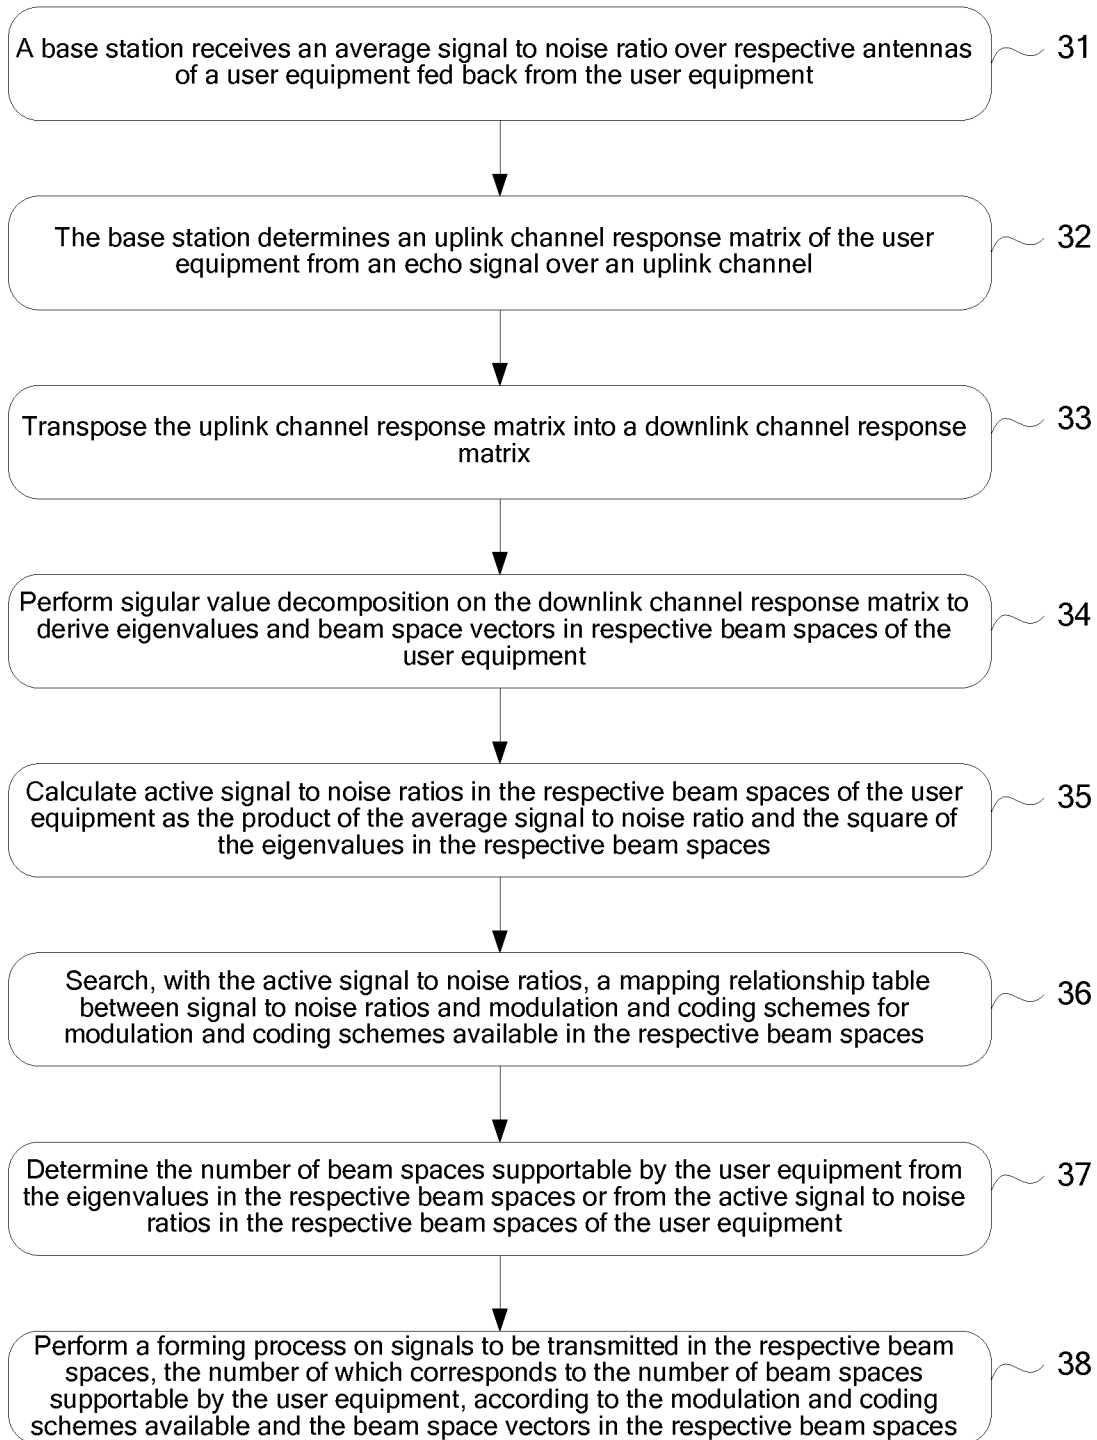 A base station receives an average signal to noise ratio over respective antennas
of a user equipment fed back from the user equipment
31
The base station determines an uplink channel response matrix of the user
equipment from an echo signal over an uplink channel
32
Transpose the uplink channel response matrix into a downlink channel response
matrix
33
Perform sigular value decomposition on the downlink channel response matrix to
derive eigenvalues and beam space vectors in respective beam spaces of the
user equipment
34
Calculate active signal to noise ratios in the respective beam spaces of the user
equipment as the product of the average signal to noise ratio and the square of
the eigenvalues in the respective beam spaces
35
Search, with the active signal to noise ratios, a mapping relationship table
between signal to noise ratios and modulation and coding schemes for
modulation and coding schemes available in the respective beam spaces
36
Determine the number of beam spaces supportable by the user equipment from
the eigenvalues in the respective beam spaces or from the active signal to noise
ratios in the respective beam spaces of the user equipment
37
Perform a forming process on signals to be transmitted in the respective beam
spaces, the number of which corresponds to the number of beam spaces
supportable by the user equipment, according to the modulation and coding
schemes available and the beam space vectors in the respective beam spaces
38